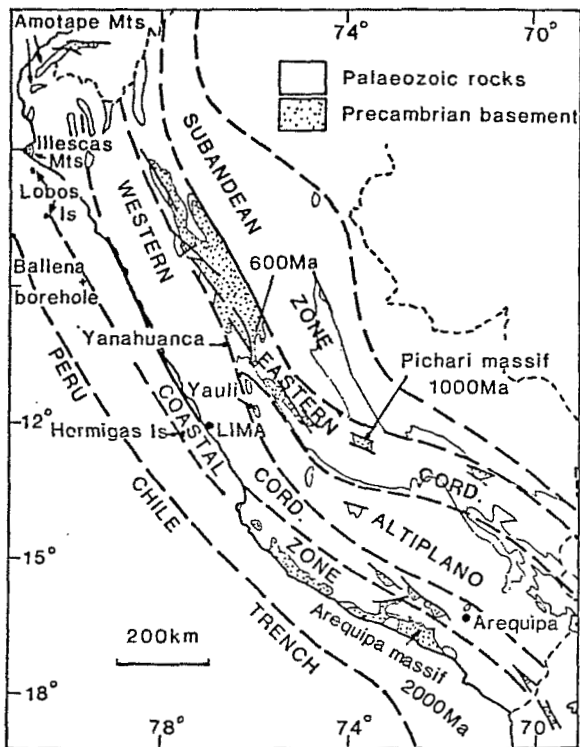 74°
70°
Amotape Mts
Palaeozoic rocks
Precambrian basement
Illescas
Mts
Lobos
Is
SUBANDEAN
ZONE
WESTERN
CORD.
Ballena
borehole
600Ma
Yanahuanca
EASTERN
CORD.
Pichari massif
1000Ma
Yauli
PERU
CHILE
TRENCH
COASTAL
ZONE
12°
Hermigas Is
LIMA
ALTIPLANO
15°
Arequipa
Arequipa massif
2000Ma
200km
18°
78°
74°
70°